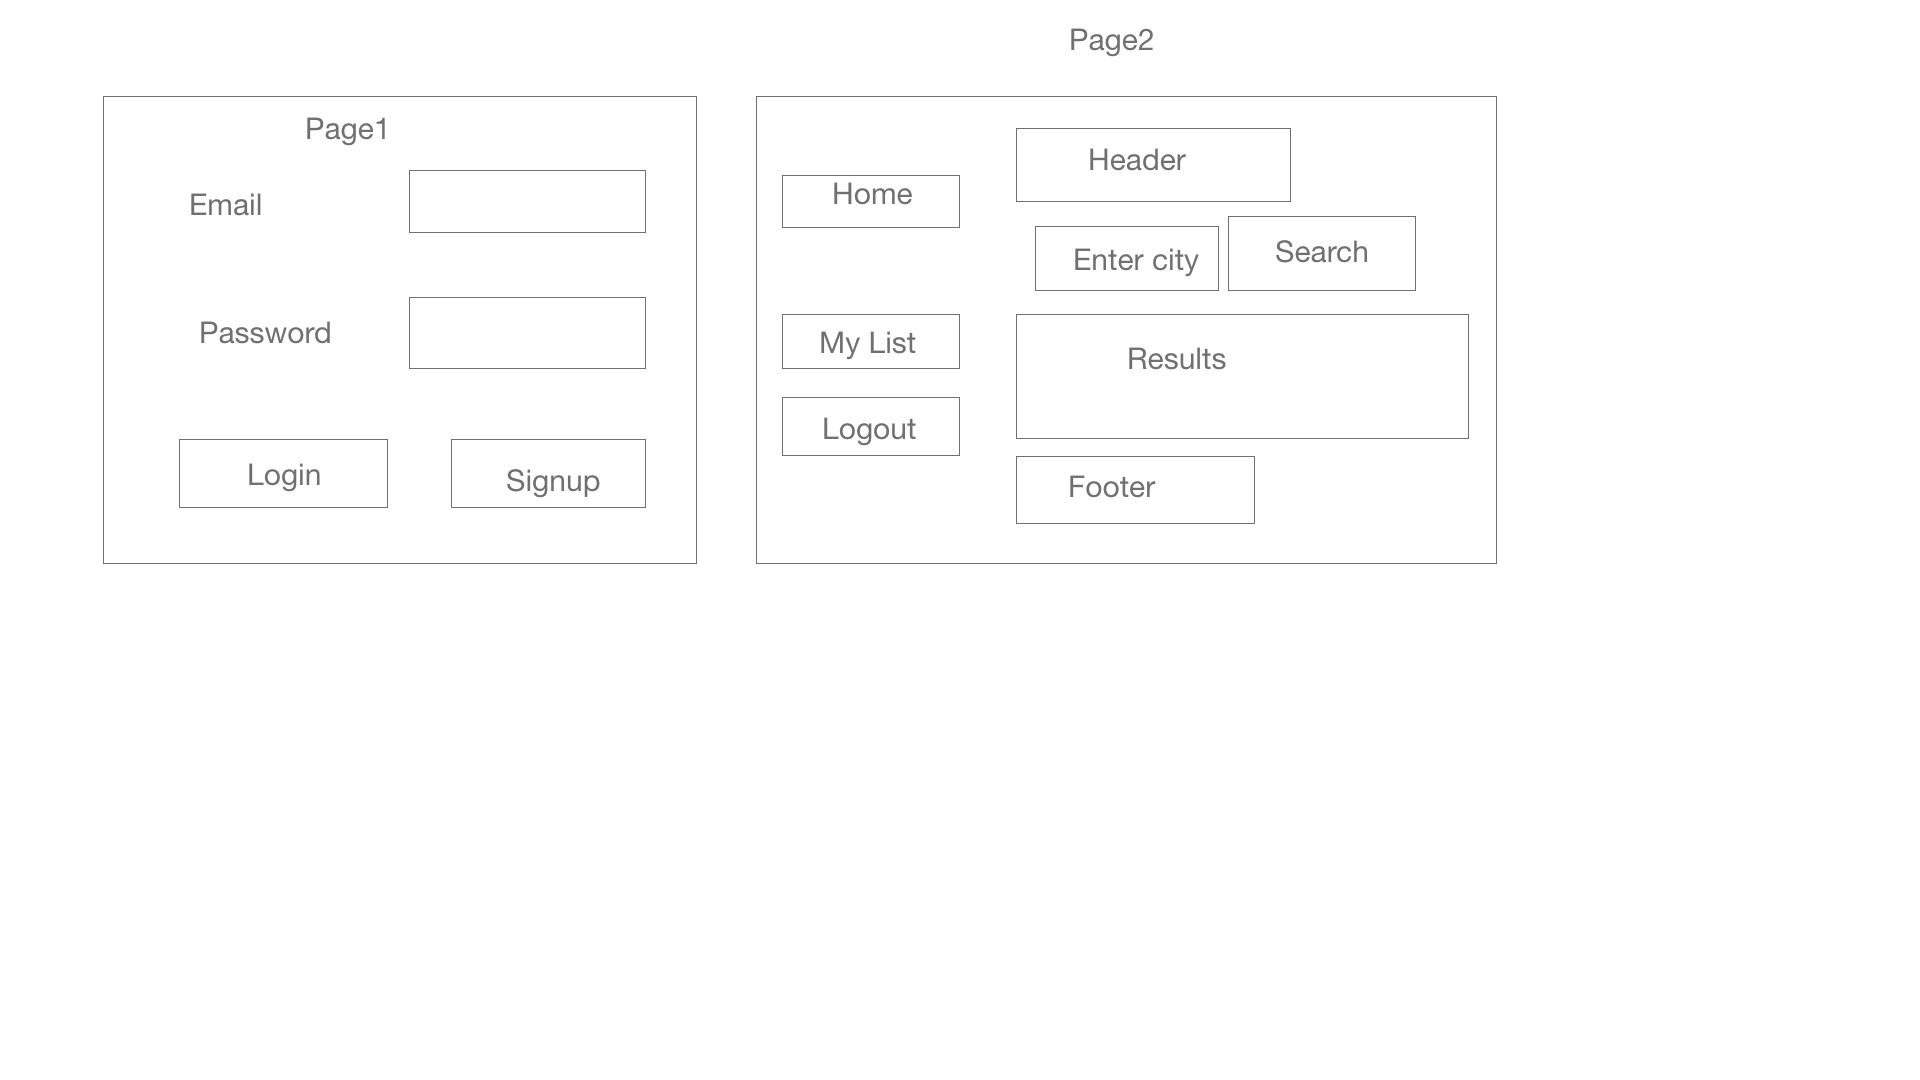 Page1
Email
Password
Login
Signup
Page2
Home
My List
Logout
Header
Enter city
Search
Results
Footer